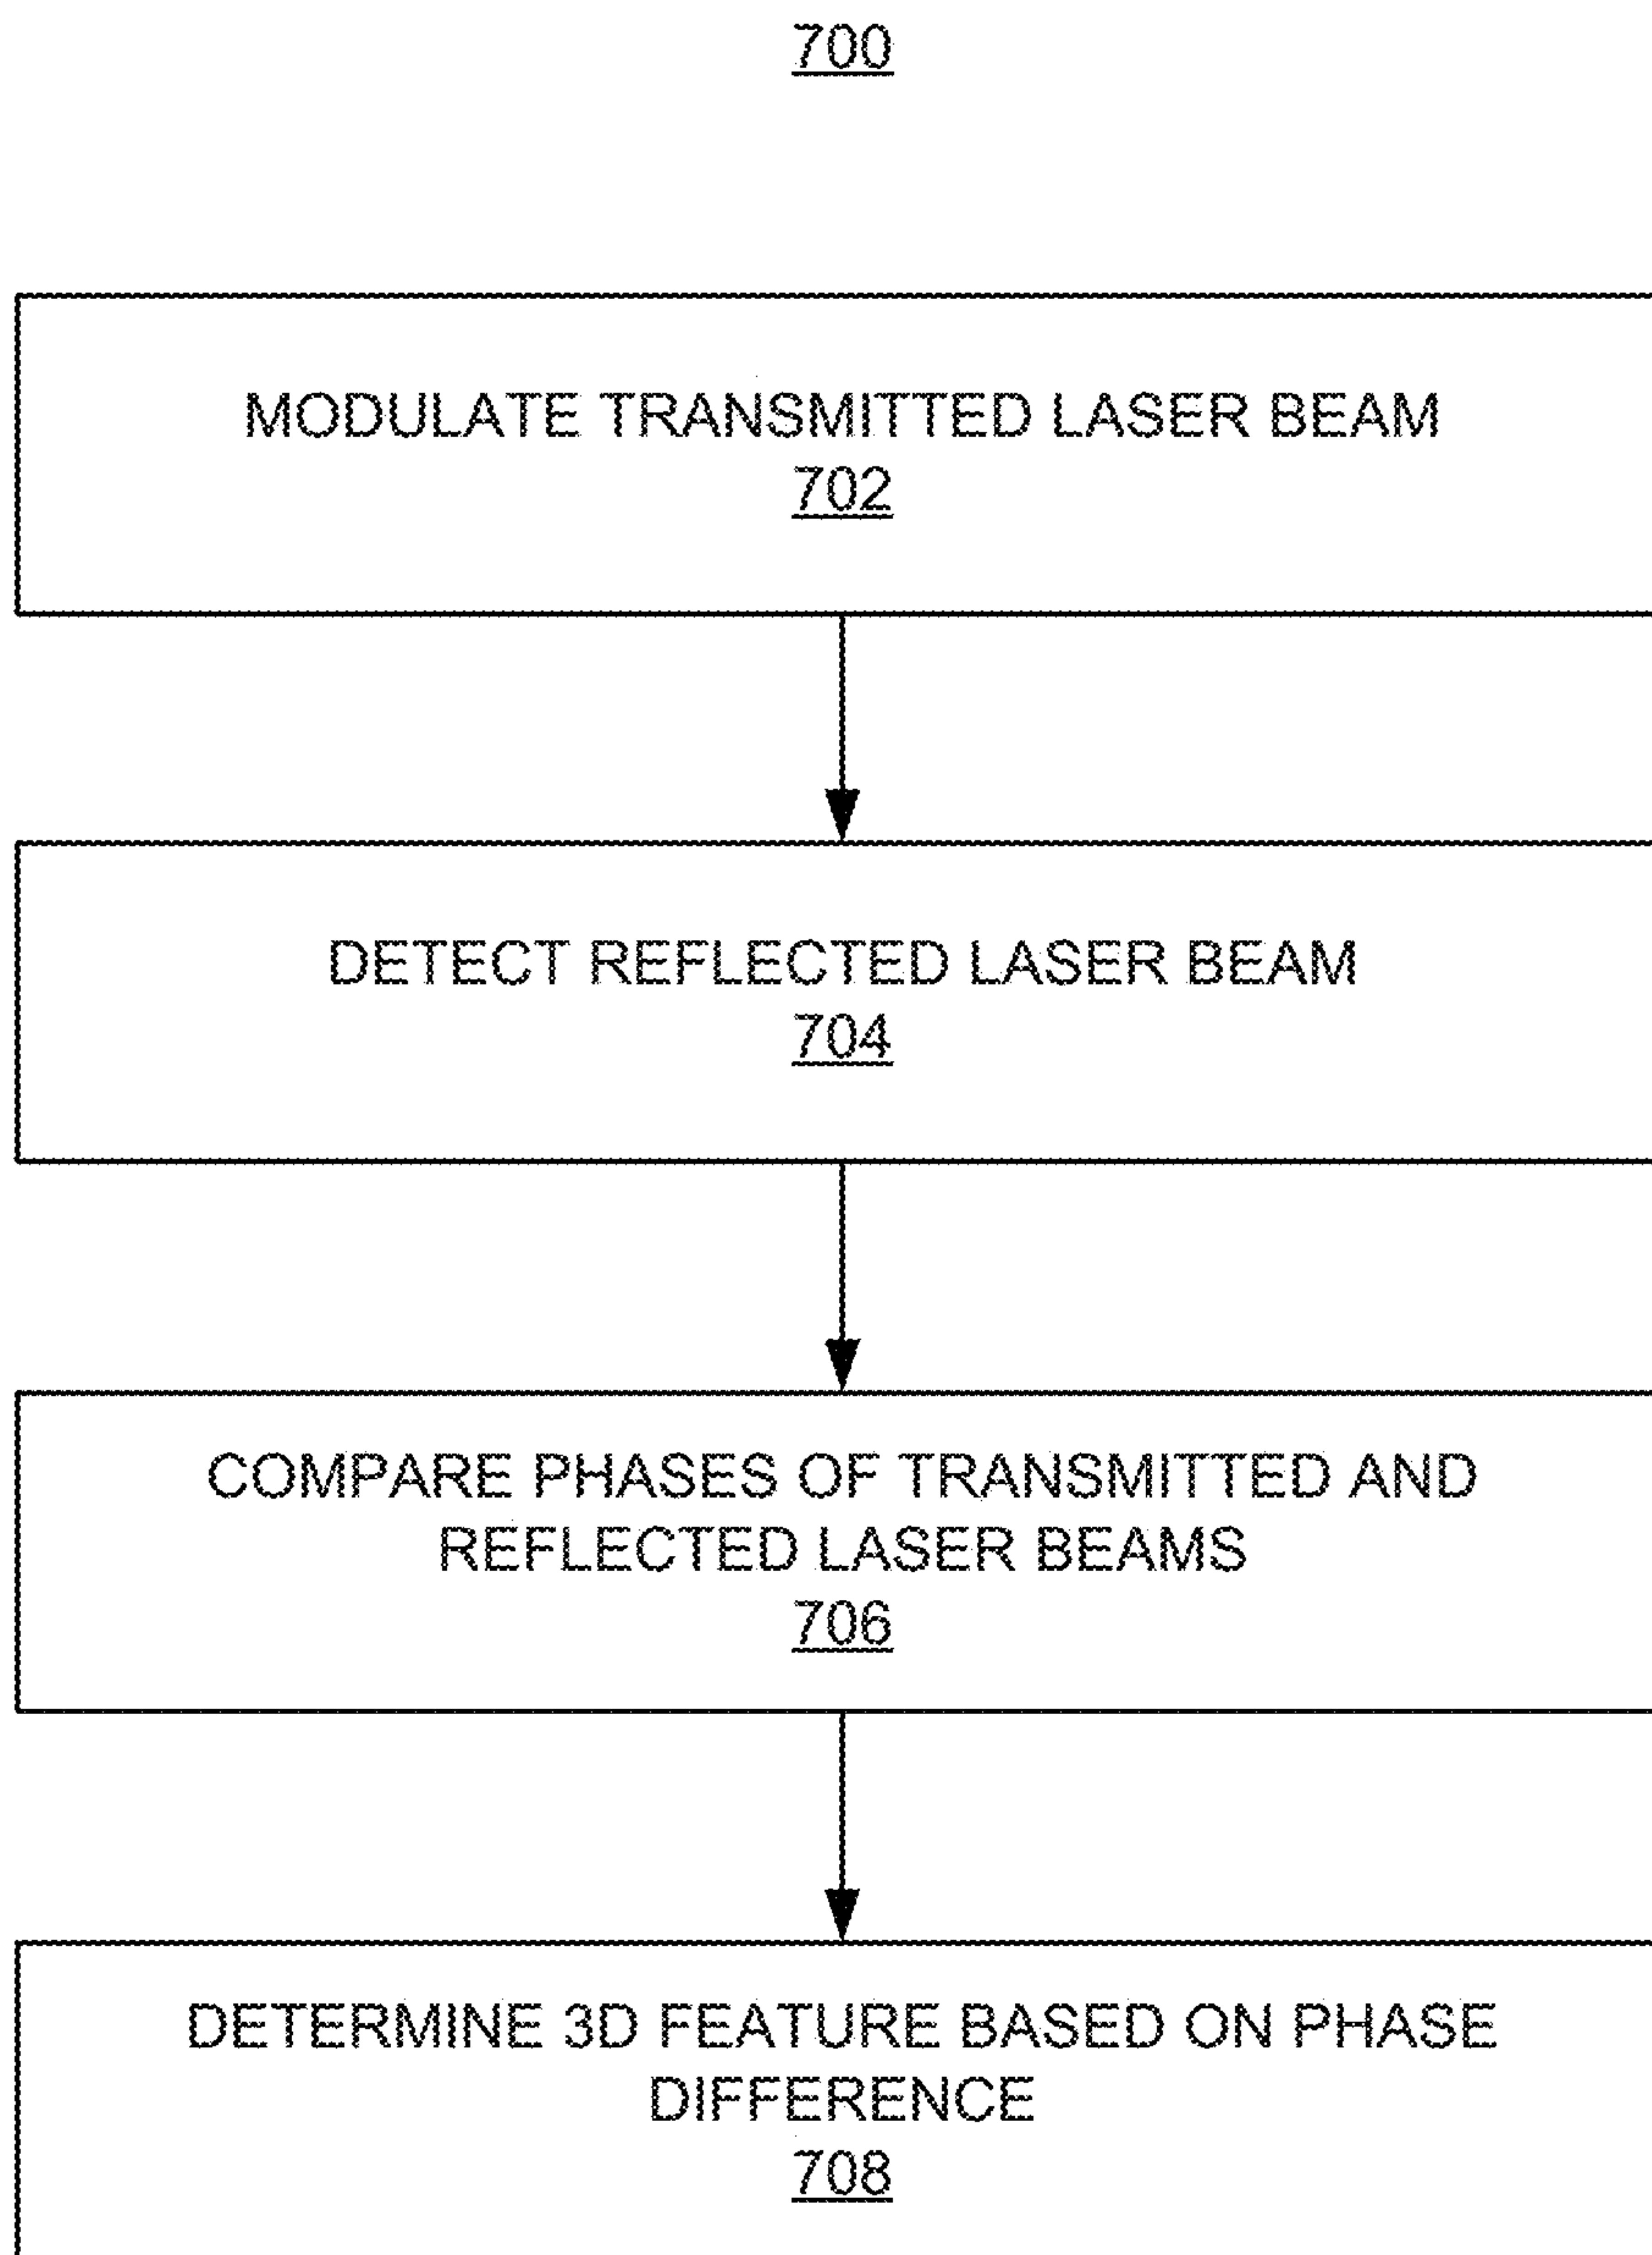 700
MODULATE TRANSMITTED LASER BEAM
702
DETECT REFLECTED LASER BEAM
704
COMPARE PHASES OF TRANSMITTED AND
REFLECTED LASER BEAMS
706
DETERMINE 3D FEATURE BASED ON PHASE
DIFFERENCE
708